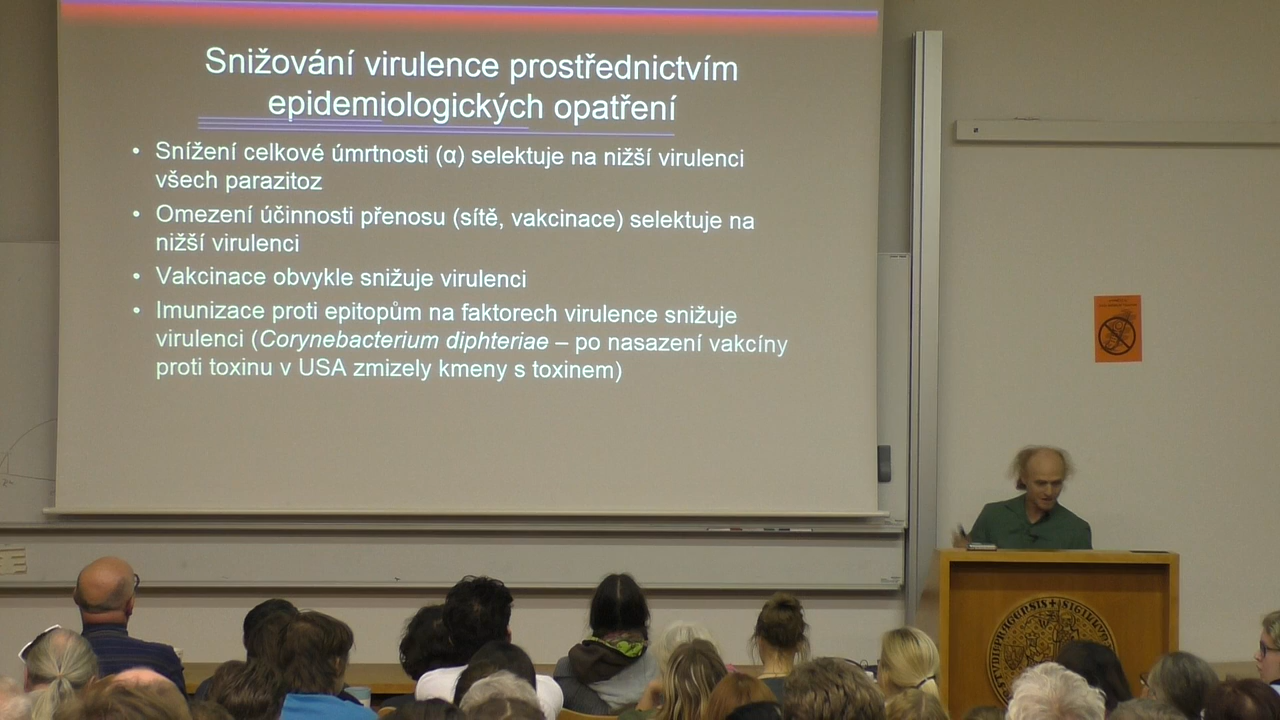 Snižování virulence prostřednictvím
epidemiologických opatření
• Snížení celkové úmrtnosti (α) selektuje na nižší virulenci
všech parazitoz
• Omezení účinnosti přenosu (sítě, vakcinace) selektuje na
nižší virulenci
• Vakcinace obvykle snižuje virulenci
• Imunizace proti epitopům na faktorech virulence snižuje
virulenci (Corynebacterium diphteriae – po nasazení vakcíny
proti toxinu v USA zmizely kmeny s toxinem)